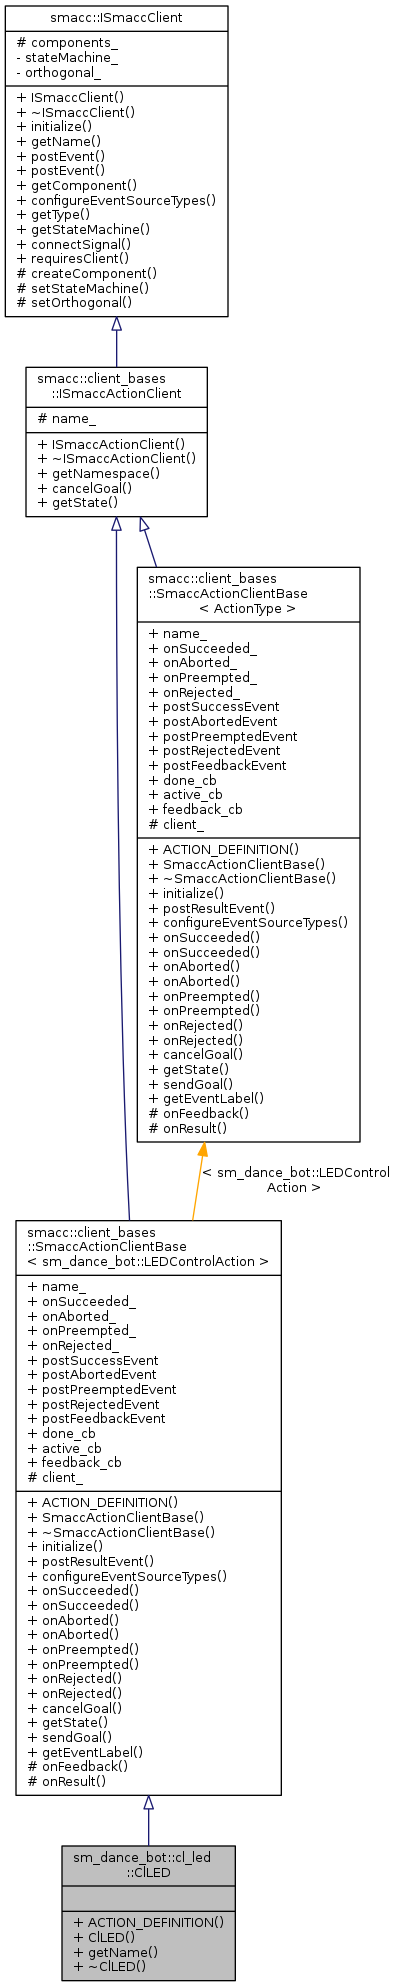 smacc::ISmaccClient
# components_
- stateMachine_
- orthogonal_
+ ISmaccClient()
+ ~ISmaccClient()
+ initialize()
+ getName()
+ postEvent()
+ postEvent()
+ getComponent()
+ configureEventSourceTypes()
+ getType()
+ getStateMachine()
+ connectSignal()
+ requiresClient()
# createComponent()
# setStateMachine()
# setOrthogonal()
smacc::client_bases
::ISmaccActionClient
# name_
+ ISmaccActionClient()
+ ~ISmaccActionClient()
+ getNamespace()
+ cancelGoal()
+ getState()
smacc::client_bases
::SmaccActionClientBase
< ActionType >
+ name_
+ onSucceeded_
+ onAborted_
+ onPreempted_
+ onRejected_
+ postSuccessEvent
+ postAbortedEvent
+ postPreemptedEvent
+ postRejectedEvent
+ postFeedbackEvent
+ done_cb
+ active_cb
+ feedback_cb
# client_
+ ACTION_DEFINITION()
+ SmaccActionClientBase()
+ ~SmaccActionClientBase()
+ initialize()
+ postResultEvent()
+ configureEventSourceTypes()
+ onSucceeded()
+ onSucceeded()
+ onAborted()
+ onAborted()
+ onPreempted()
+ onPreempted()
+ onRejected()
+ onRejected()
+ cancelGoal()
+ getState()
+ sendGoal()
+ getEventLabel()
# onFeedback()
# onResult()
< sm_dance_bot::LEDControl
Action >
smacc::client_bases
::SmaccActionClientBase
< sm_dance_bot::LEDControlAction >
+ name_
+ onSucceeded_
+ onAborted_
+ onPreempted_
+ onRejected_
+ postSuccessEvent
+ postAbortedEvent
+ postPreemptedEvent
+ postRejectedEvent
+ postFeedbackEvent
+ done_cb
+ active_cb
+ feedback_cb
# client_
+ ACTION_DEFINITION()
+ SmaccActionClientBase()
+ ~SmaccActionClientBase()
+ initialize()
+ postResultEvent()
+ configureEventSourceTypes()
+ onSucceeded()
+ onSucceeded()
+ onAborted()
+ onAborted()
+ onPreempted()
+ onPreempted()
+ onRejected()
+ onRejected()
+ cancelGoal()
+ getState()
+ sendGoal()
+ getEventLabel()
# onFeedback()
# onResult()
sm_dance_bot::cl_led
::ClLED
+ ACTION_DEFINITION()
+ ClLED()
+ getName()
+ ~ClLED()